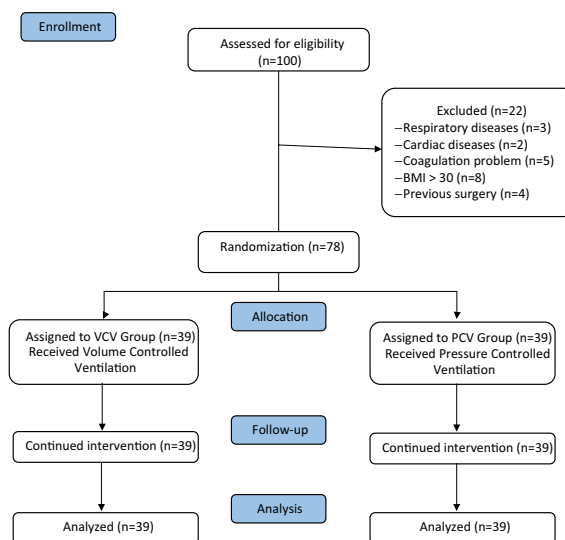 Enrollment
Assessed for eligibility
(n=100)
Excluded (n=22)
–Respiratory diseases (n=3)
–Cardiac diseases (n=2)
–Coagulation problem (n=5)
–BMI > 30 (n=8)
–Previous surgery (n=4)
Randomization (n=78)
Allocation
Assigned to VCV Group (n=39)
Received Volume Controlled
Ventilation
Assigned to PCV Group (n=39)
Received Pressure Controlled
Ventilation
Follow-up
Continued intervention (n=39)
Continued intervention (n=39)
Analysis
Analyzed (n=39)
Analyzed (n=39)